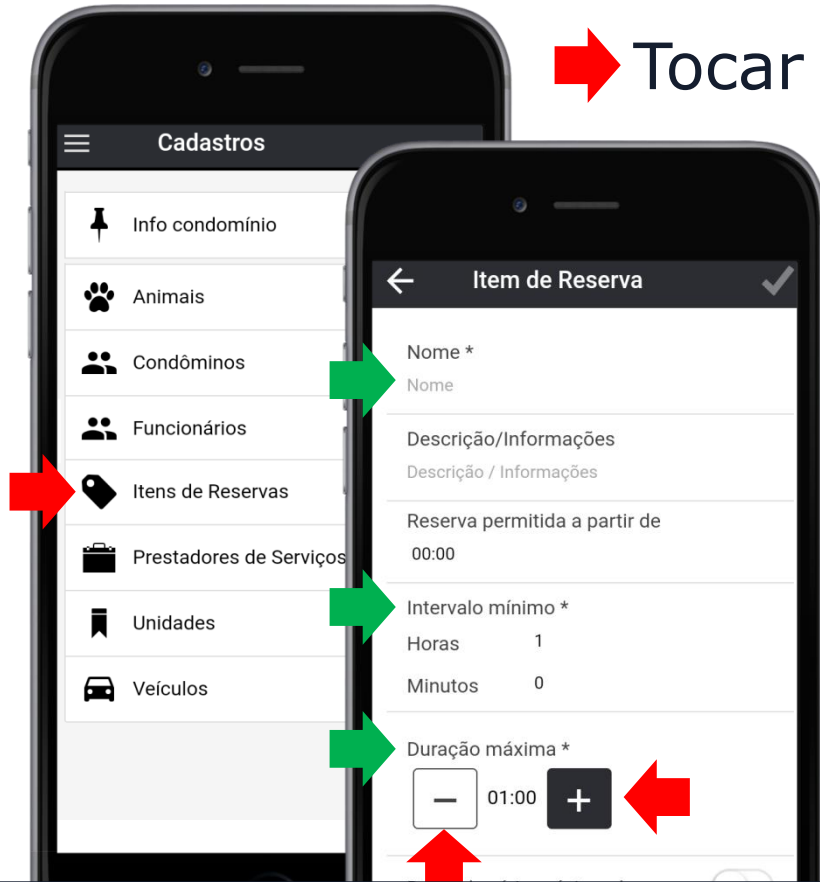 Tocar
Cadastros
Info condomínio
Animais
Condôminos
Funcionários
Itens de Reservas
Prestadores de Serviços
Unidades
Veículos
Item de Reserva
Nome *
Nome
Descrição/Informações
Descrição / Informações
Reserva permitida a partir de
00:00
Intervalo mínimo *
Horas 1
Minutos 0
Duração máxima *
− 01:00 +